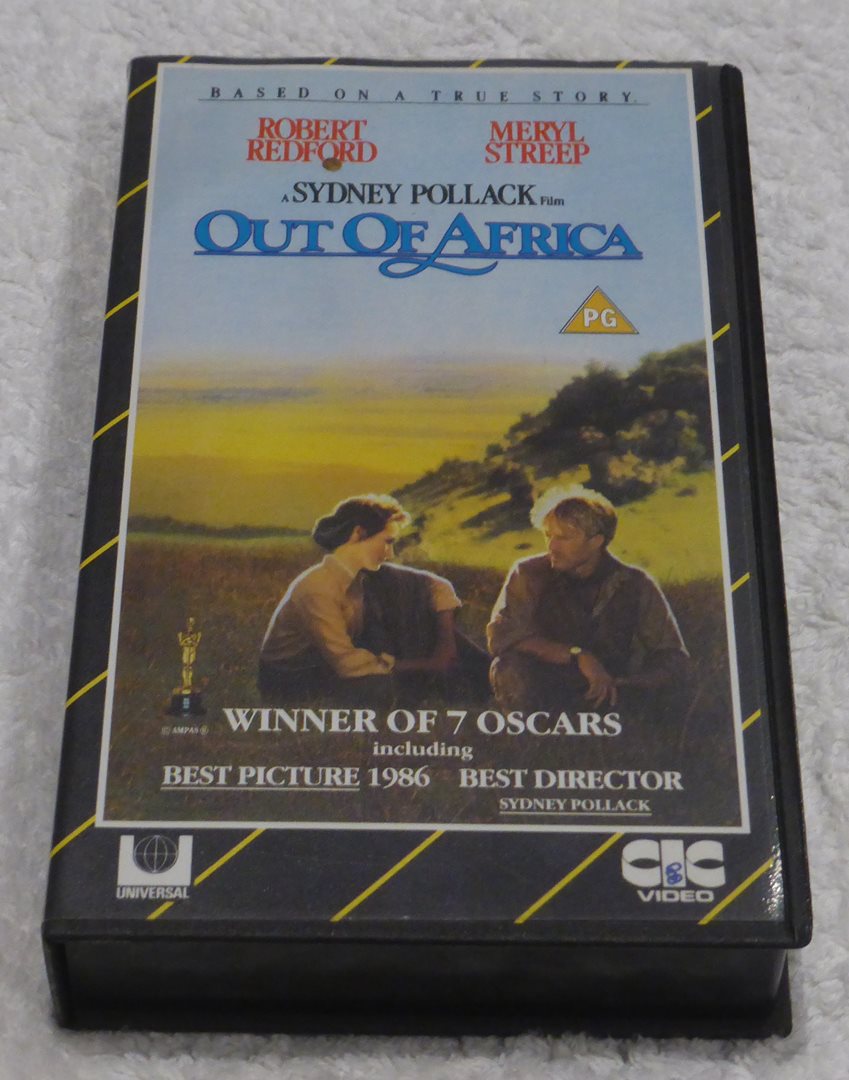 BASED ON A TRUE STORY.
ROBERT REDFORD
MERYL STREEP
A SYDNEY POLLACK Film
OUT OF AFRICA
PG
WINNER OF 7 OSCARS
© AMPAS ®
including
BEST PICTURE 1986 BEST DIRECTOR
SYDNEY POLLACK
UNIVERSAL
CIC
VIDEO